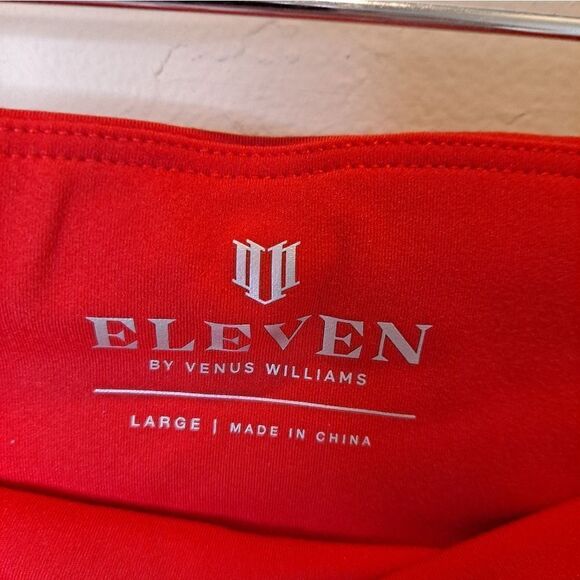 ELEVEN
BY VENUS WILLIAMS
LARGE | MADE IN CHINA